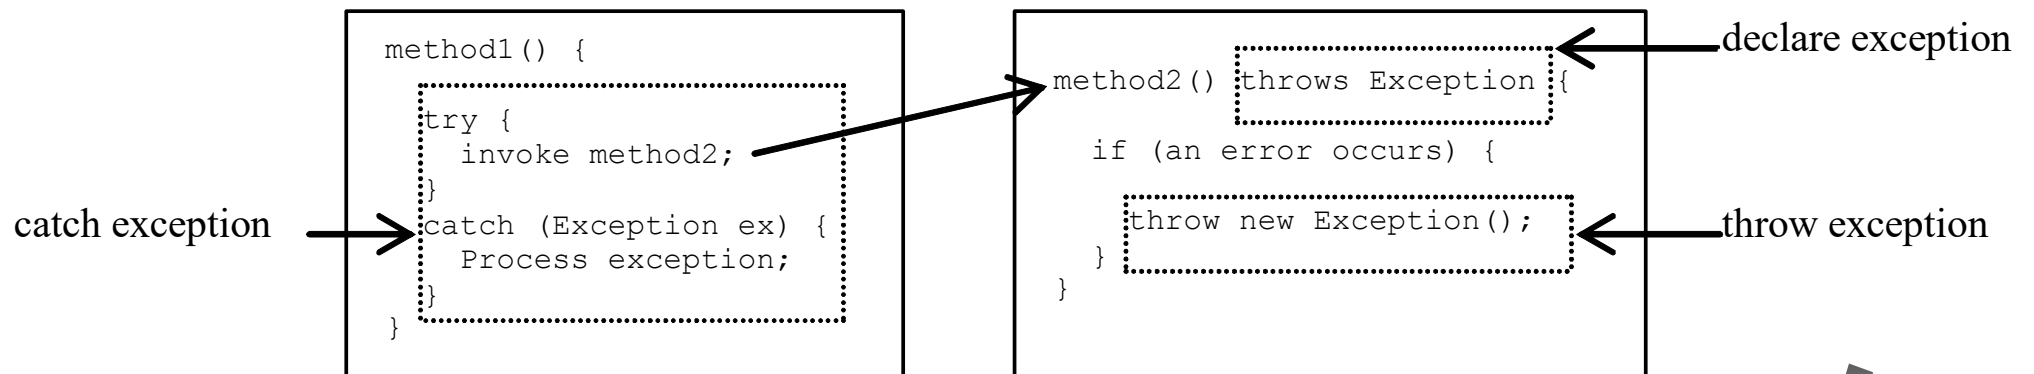 method1() {
try {
invoke method2;
}
catch (Exception ex) {
Process exception;
}
}
catch exception
method2() throws Exception {
if (an error occurs) {
throw new Exception();
}
}
declare exception
throw exception